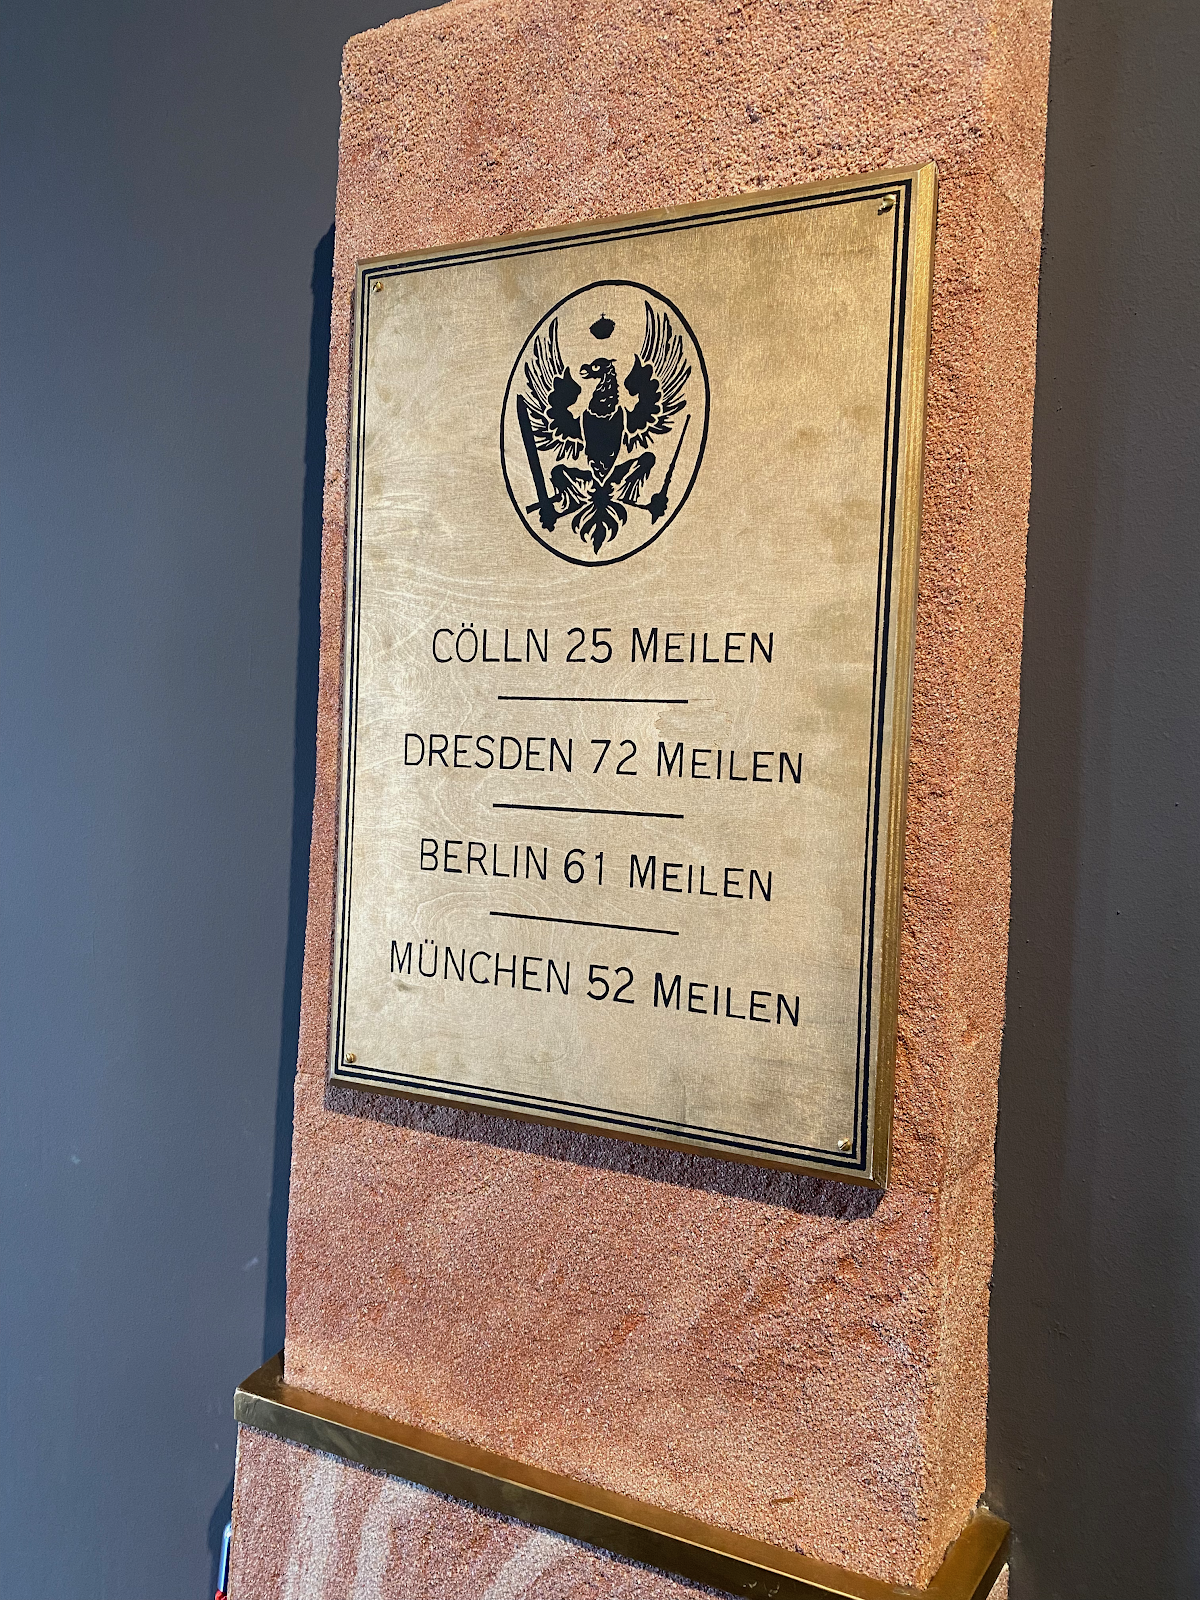 CÖLLN 25 MEILEN
DRESDEN 72 MEILEN
BERLIN 61 MEILEN
MÜNCHEN 52 MEILEN